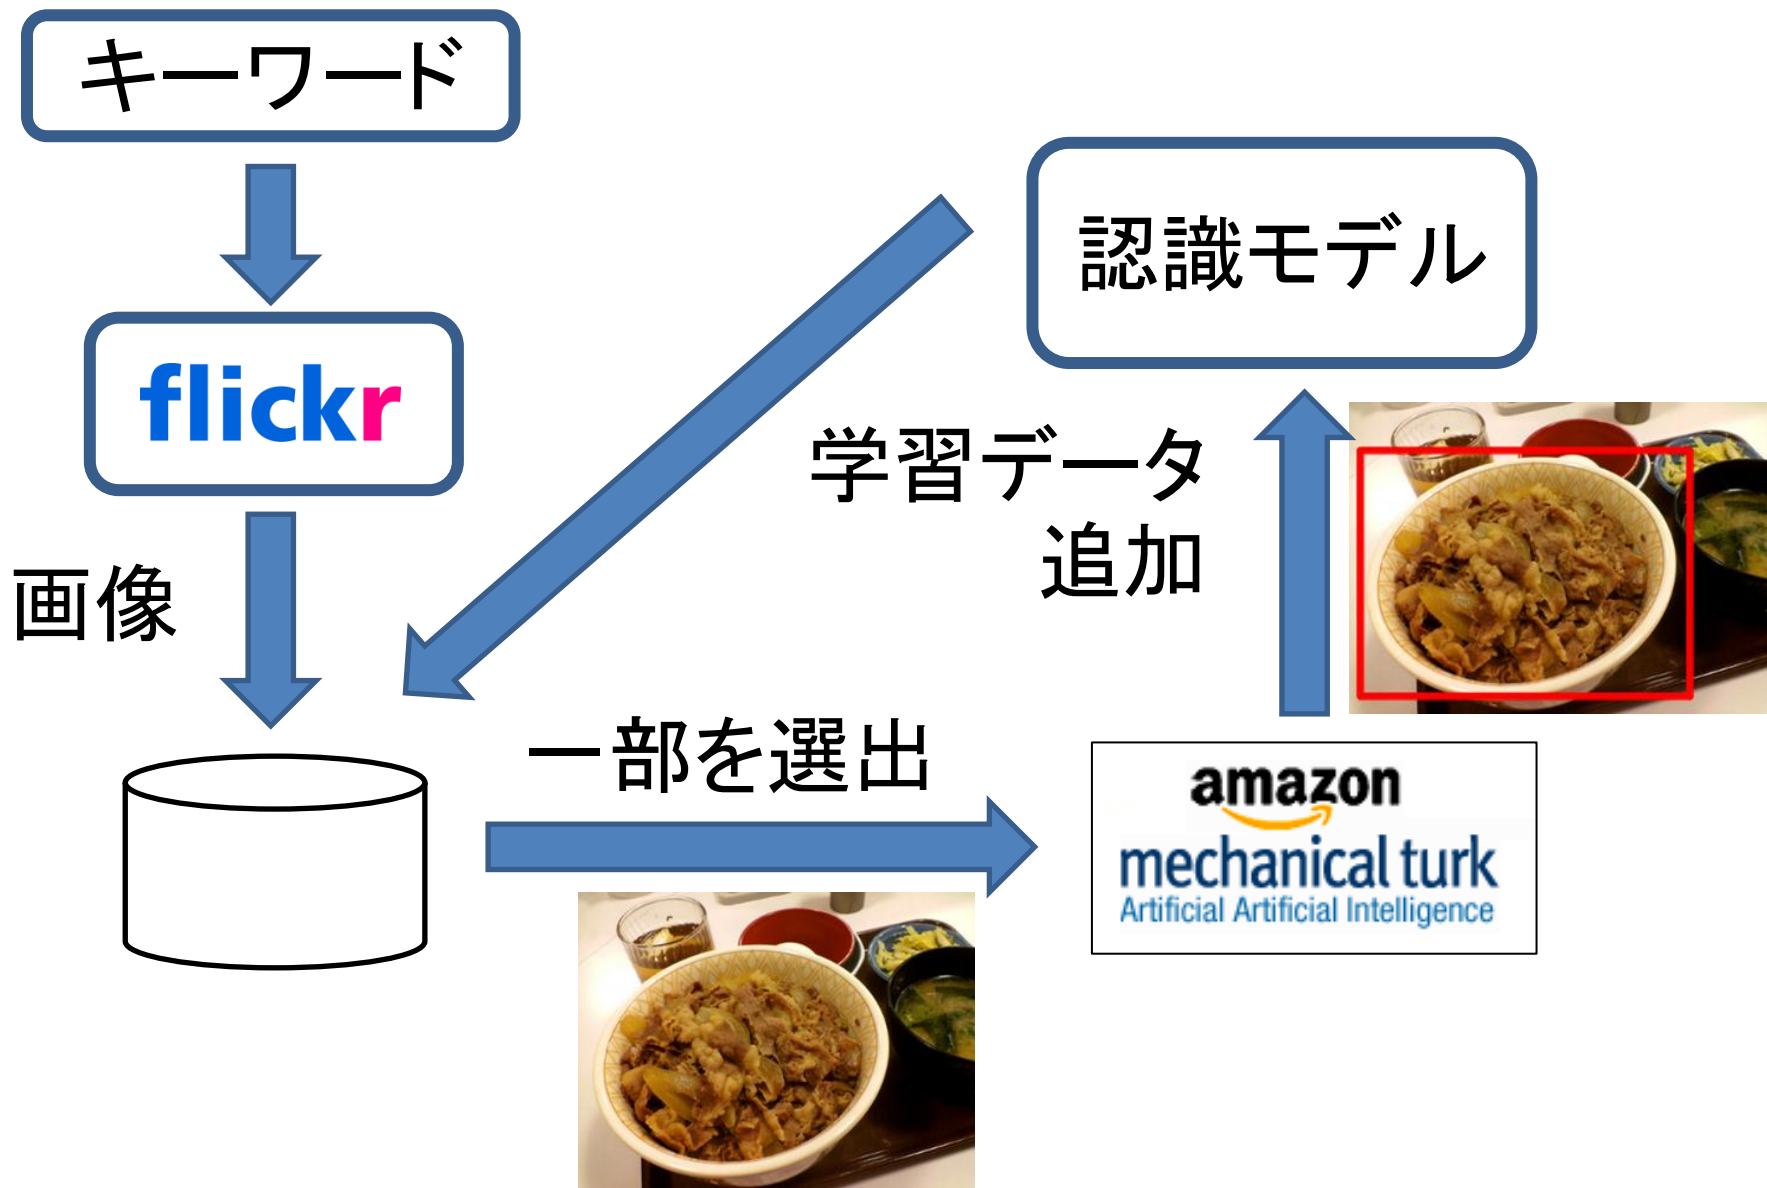 キーワード
flickr
画像
認識モデル
学習データ
追加
一部を選出
amazon
mechanical turk
Artificial Artificial Intelligence